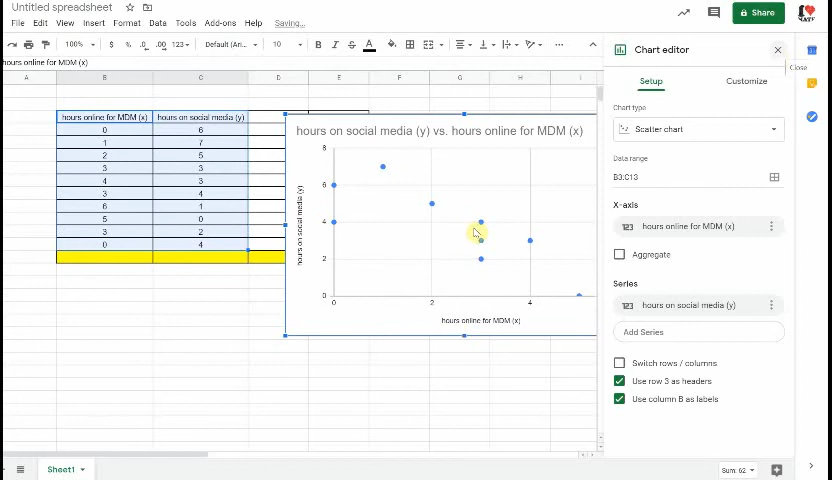 Untitled spreadsheet
File Edit View Insert Format Data Tools Add-ons Help Saving...
Share
100% $ % .0 .00 123 Default (Ari... 10 B I S A
hours online for MDM (x)
A B C D E F G H I
hours online for MDM (x) hours on social media (y)
0 6
1 7
2 5
3 3
4 3
3 4
6 1
5 0
3 2
0 4
hours on social media (y) vs. hours online for MDM (x)
hours on social media (y)
8
6
4
2
0
0 2 4
hours online for MDM (x)
Chart editor
Close
Setup Customize
Chart type
Scatter chart
Data range
B3:C13
X-axis
123 hours online for MDM (x)
Aggregate
Series
123 hours on social media (y)
Add Series
Switch rows / columns
Use row 3 as headers
Use column B as labels
Sheet1
Sum: 62